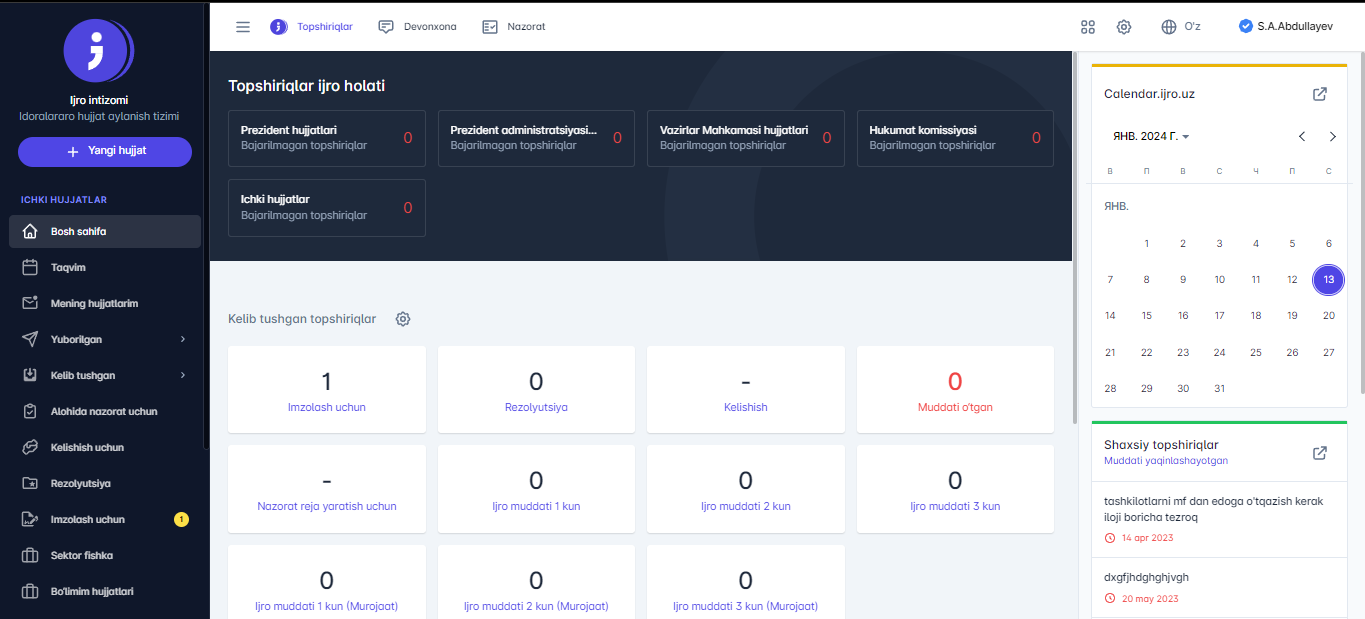 Ijro intizomi
Idoralararo hujjat aylanish tizimi
Yangi hujjat
ICHKI HUJJATLAR
Bosh sahifa
Taqvim
Mening hujjatlarim
Yuborilgan
Kelib tushgan
Alohida nazorat uchun
Kelishish uchun
Rezolyutsiya
Imzolash uchun 1
Sektor fishka
Bo'limim hujjatlari
Topshiriqlar Devonxona Nazorat O'z S.A.Abdullayev
Topshiriqlar ijro holati
Prezident hujjatlari
Bajarilmagan topshiriqlar
0
Prezident administratsiyasi...
Bajarilmagan topshiriqlar
0
Vazirlar Mahkamasi hujjatlari
Bajarilmagan topshiriqlar
0
Hukumat komissiyasi
Bajarilmagan topshiriqlar
0
Ichki hujjatlar
Bajarilmagan topshiriqlar
0
Kelib tushgan topshiriqlar
1
Imzolash uchun
0
Rezolyutsiya
-
Kelishish
0
Muddati o'tgan
-
Nazorat reja yaratish uchun
0
Ijro muddati 1 kun
0
Ijro muddati 2 kun
0
Ijro muddati 3 kun
0
Ijro muddati 1 kun (Murojaat)
0
Ijro muddati 2 kun (Murojaat)
0
Ijro muddati 3 kun (Murojaat)
Calendar.ijro.uz
ЯНВ. 2024 Г.
В П В С Ч П С
ЯНВ.
1 2 3 4 5 6
7 8 9 10 11 12 13
14 15 16 17 18 19 20
21 22 23 24 25 26 27
28 29 30 31
Shaxsiy topshiriqlar
Muddati yaqinlashayotgan
tashkilotlarni mf dan edoga o'tqazish kerak
iloji boricha tezroq
14 apr 2023
dxgfjhdghghjvgh
20 may 2023